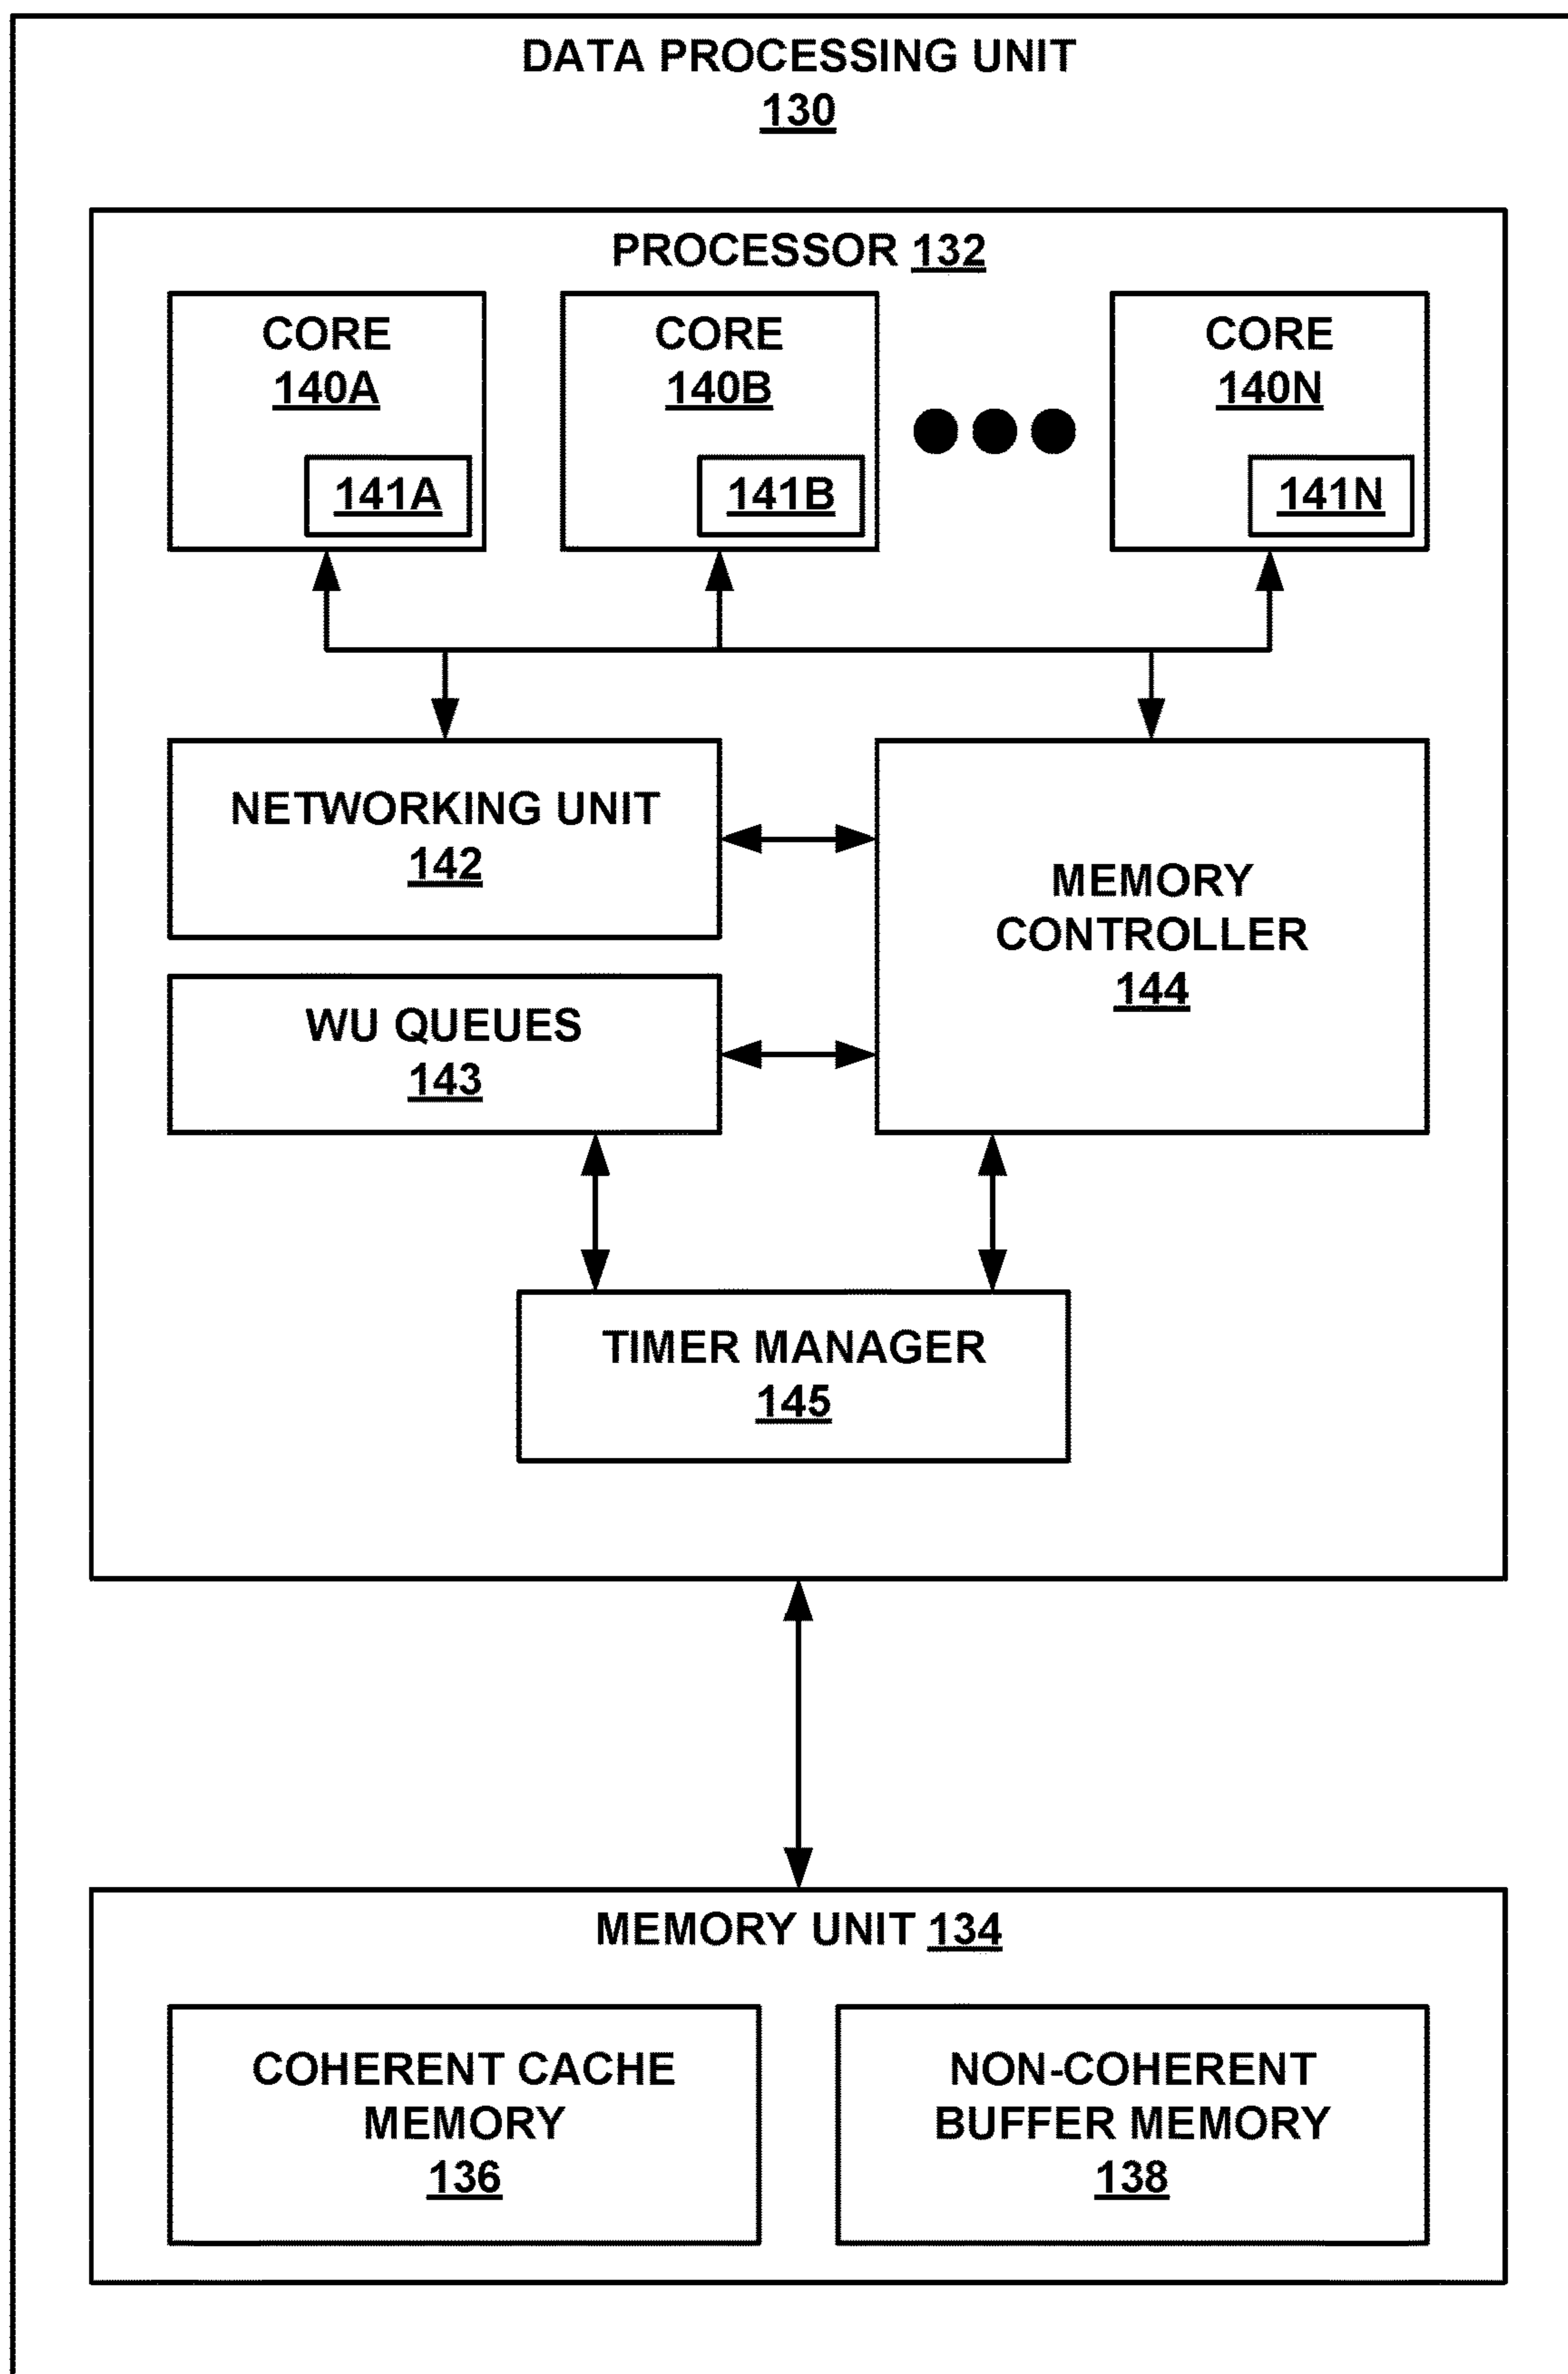 DATA PROCESSING UNIT
130
PROCESSOR 132
CORE
140A
141A
CORE
140B
141B
CORE
140N
141N
NETWORKING UNIT
142
WU QUEUES
143
MEMORY
CONTROLLER
144
TIMER MANAGER
145
MEMORY UNIT 134
COHERENT CACHE
MEMORY
136
NON-COHERENT
BUFFER MEMORY
138